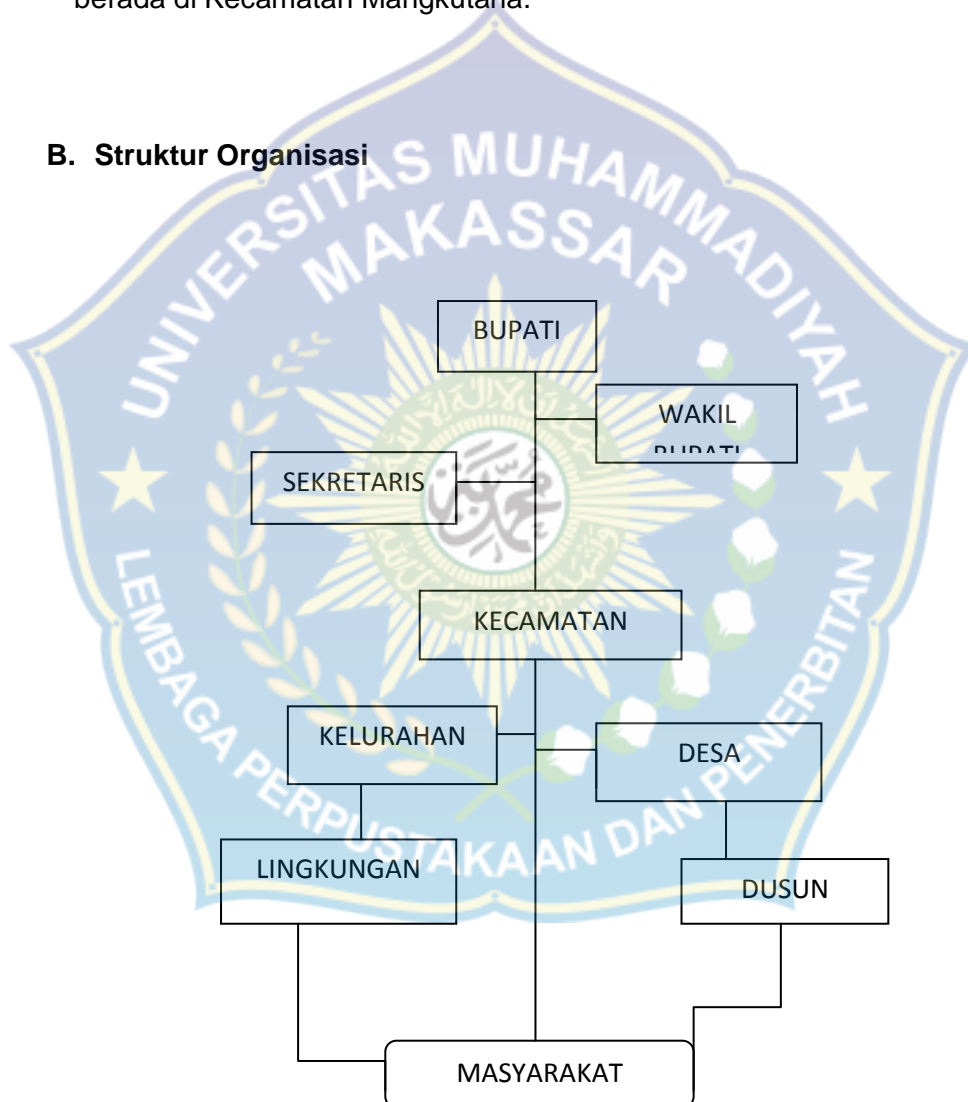 berada di Kecamatan Mangkutana.
B. Struktur Organisasi
UNIVERSITAS MUHAMMADIYAH
MAKASSAR
BUPATI
WAKIL
BUPATI
SEKRETARIS
KECAMATAN
KELURAHAN
DESA
LINGKUNGAN
DUSUN
MASYARAKAT
LEMBAGA PERPUSTAKAAN DAN PENERBITAN